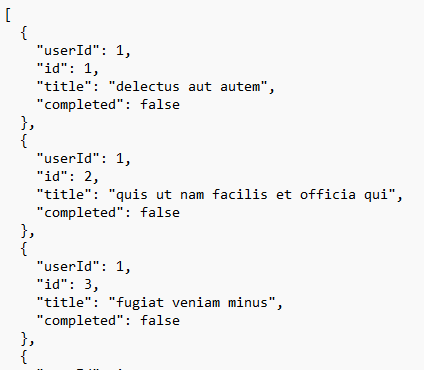 [
  {
    "userId": 1,
    "id": 1,
    "title": "delectus aut autem",
    "completed": false
  },
  {
    "userId": 1,
    "id": 2,
    "title": "quis ut nam facilis et officia qui",
    "completed": false
  },
  {
    "userId": 1,
    "id": 3,
    "title": "fugiat veniam minus",
    "completed": false
  },
  {